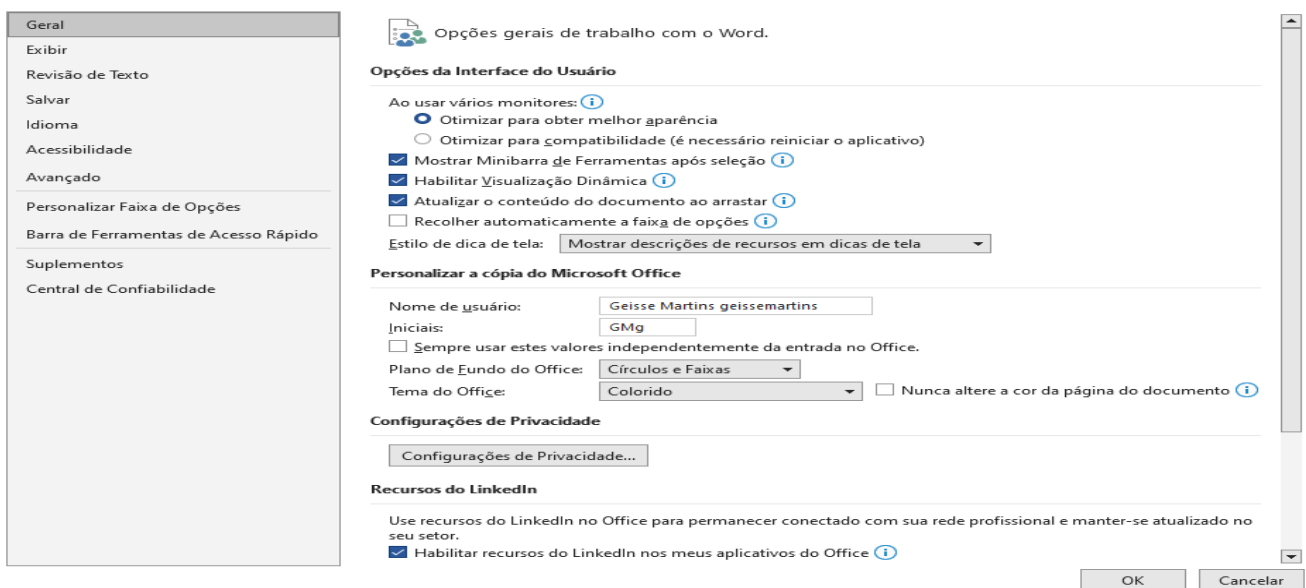 Geral
Exibir
Revisão de Texto
Salvar
Idioma
Acessibilidade
Avançado
Personalizar Faixa de Opções
Barra de Ferramentas de Acesso Rápido
Suplementos
Central de Confiabilidade
Opções gerais de trabalho com o Word.
Opções da Interface do Usuário
Ao usar vários monitores:
Otimizar para obter melhor aparência
Otimizar para compatibilidade (é necessário reiniciar o aplicativo)
Mostrar Minibarra de Ferramentas após seleção
Habilitar Visualização Dinâmica
Atualizar o conteúdo do documento ao arrastar
Recolher automaticamente a faixa de opções
Estilo de dica de tela: Mostrar descrições de recursos em dicas de tela
Personalizar a cópia do Microsoft Office
Nome de usuário: Geisse Martins geissemartins
Iniciais: GMg
Sempre usar estes valores independentemente da entrada no Office.
Plano de Fundo do Office: Círculos e Faixas
Tema do Office: Colorido Nunca altere a cor da página do documento
Configurações de Privacidade
Configurações de Privacidade...
Recursos do LinkedIn
Use recursos do LinkedIn no Office para permanecer conectado com sua rede profissional e manter-se atualizado no
seu setor.
Habilitar recursos do LinkedIn nos meus aplicativos do Office
OK Cancelar